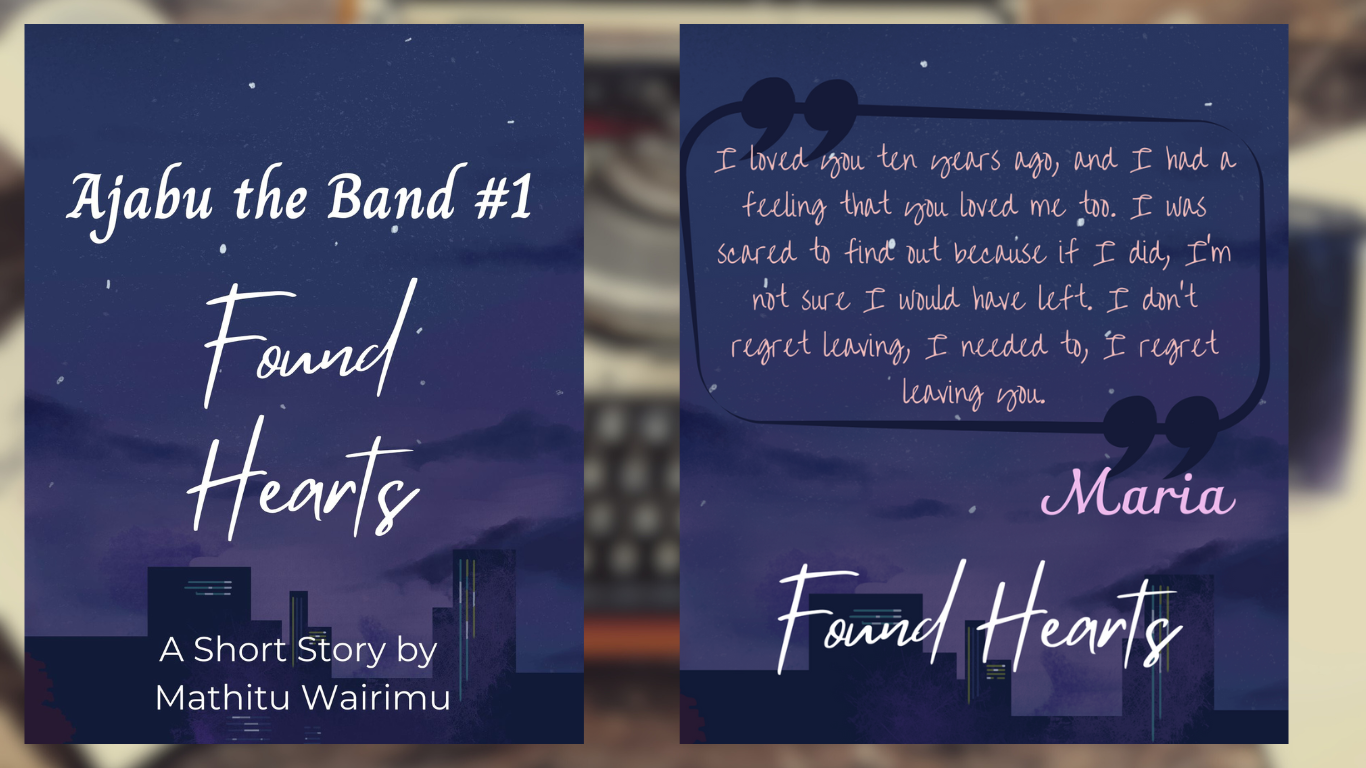 Ajabu the Band #1
Found
Hearts
A Short Story by
Mathitu Wairimu
I loved you ten years ago, and I had a
feeling that you loved me too. I was
scared to find out because if I did, I'm
not sure I would have left. I don't
regret leaving, I needed to, I regret
leaving you.
Maria
Found Hearts